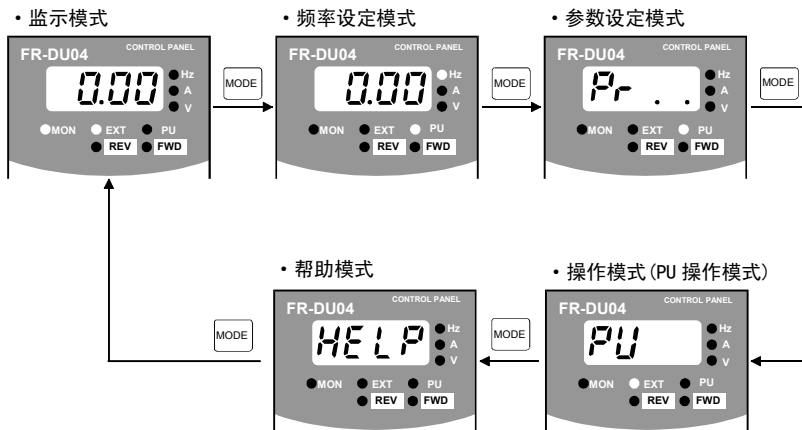 ·监示模式
FR-DU04
CONTROL PANEL
0.00
Hz
A
V
MON
EXT
PU
REV
FWD
MODE
·频率设定模式
FR-DU04
CONTROL PANEL
0.00
Hz
A
V
MON
EXT
PU
REV
FWD
MODE
·参数设定模式
FR-DU04
CONTROL PANEL
Pr . .
Hz
A
V
MON
EXT
PU
REV
FWD
MODE
·帮助模式
MODE
FR-DU04
CONTROL PANEL
HELP
Hz
A
V
MON
EXT
PU
REV
FWD
MODE
·操作模式(PU 操作模式)
FR-DU04
CONTROL PANEL
PU
Hz
A
V
MON
EXT
PU
REV
FWD